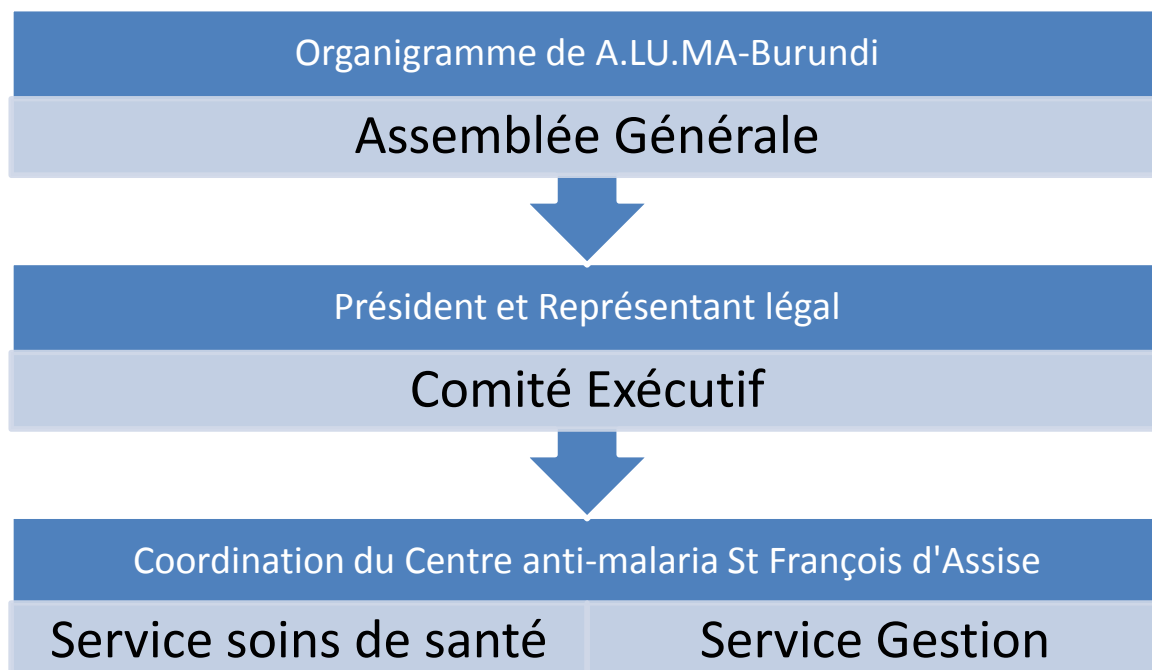 Organigramme de A.LU.MA-Burundi
Assemblée Générale
Président et Représentant légal
Comité Exécutif
Coordination du Centre anti-malaria St François d'Assise
Service soins de santé
Service Gestion